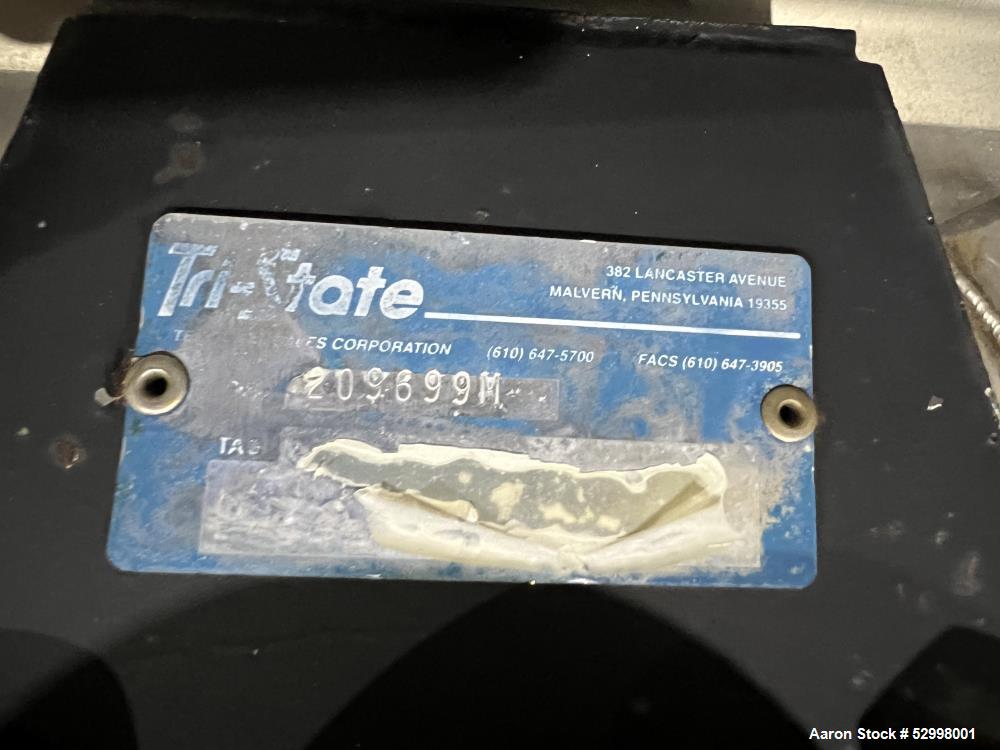 Tri-State
382 LANCASTER AVENUE
MALVERN, PENNSYLVANIA 19355
CORPORATION (610) 647-5700 FACS (610) 647-3905
209699M
TAG
Aaron Stock # 52998001